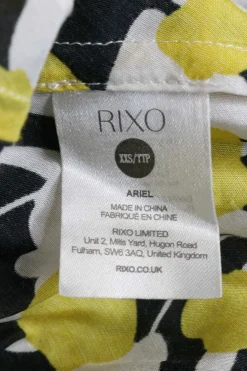 RIXO
XXS/TTP
ARIEL
MADE IN CHINA
FABRIQUÉ EN CHINE
RIXO LIMITED
Unit 2, Mills Yard, Hugon Road
Fulham, SW6 3AQ, United Kingdom
RIXO.CO.UK